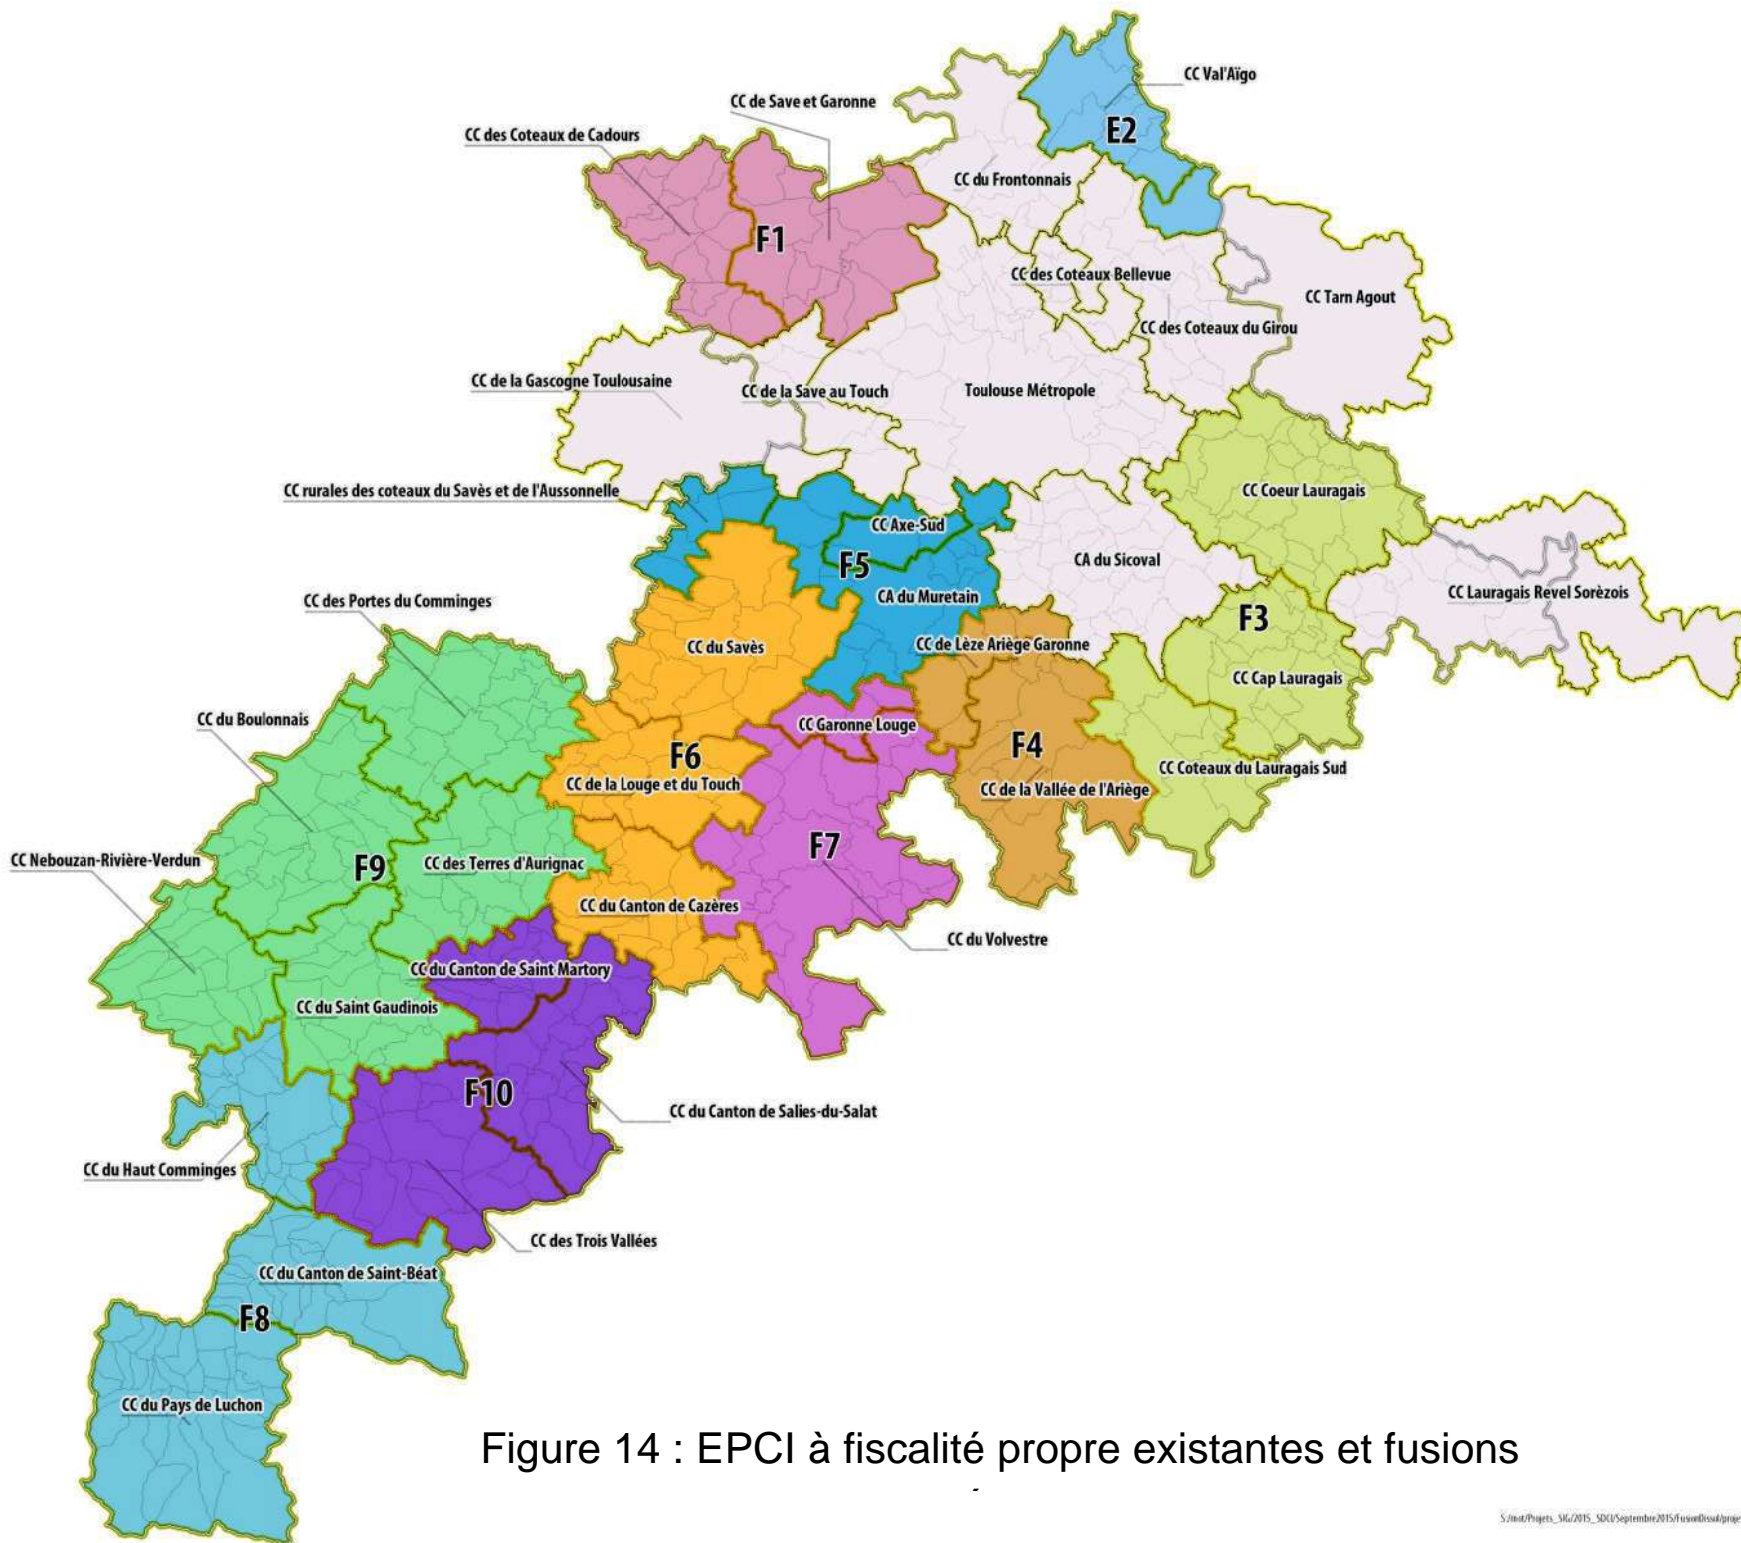 CC Val'Aïgo
CC de Save et Garonne
CC des Coteaux de Cadours
E2
CC du Frontonnais
F1
CC des Coteaux Bellevue
CC Tarn Agout
CC des Coteaux du Girou
CC de la Gascogne Toulousaine
CC de la Save au Touch
Toulouse Métropole
CC rurales des coteaux du Savès et de l'Aussonnelle
CC Coeur Lauragais
CC Axe-Sud
F5
CA du Sicoval
CA du Muretain
CC Lauragais Revel Sorèzois
CC des Portes du Comminges
F3
CC du Savès
CC de Lèze Ariège Garonne
CC Cap Lauragais
CC du Boulonnais
CC Garonne Louge
F6
F4
CC Coteaux du Lauragais Sud
CC de la Louge et du Touch
CC de la Vallée de l'Ariège
F7
CC Nebouzan-Rivière-Verdun
F9
CC des Terres d'Aurignac
CC du Canton de Cazères
CC du Volvestre
CC du Canton de Saint Martory
CC du Saint Gaudinois
F10
CC du Canton de Salies-du-Salat
CC du Haut Comminges
CC des Trois Vallées
CC du Canton de Saint-Béat
F8
CC du Pays de Luchon
Figure 14 : EPCI à fiscalité propre existantes et fusions
S:/mot/Projets_SIG/2015_SDCI/Septembre2015/FusionDissol/proje